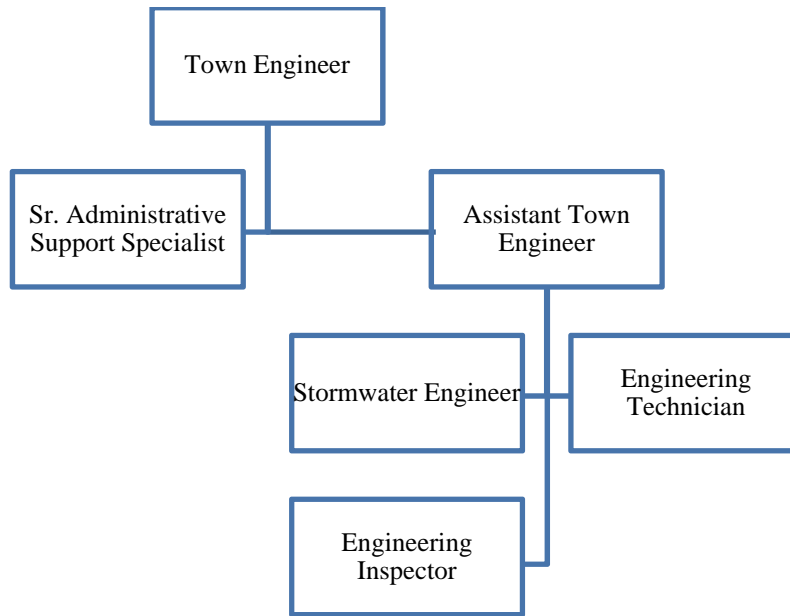 Town Engineer
Sr. Administrative
Support Specialist
Assistant Town
Engineer
Stormwater Engineer
Engineering
Technician
Engineering
Inspector